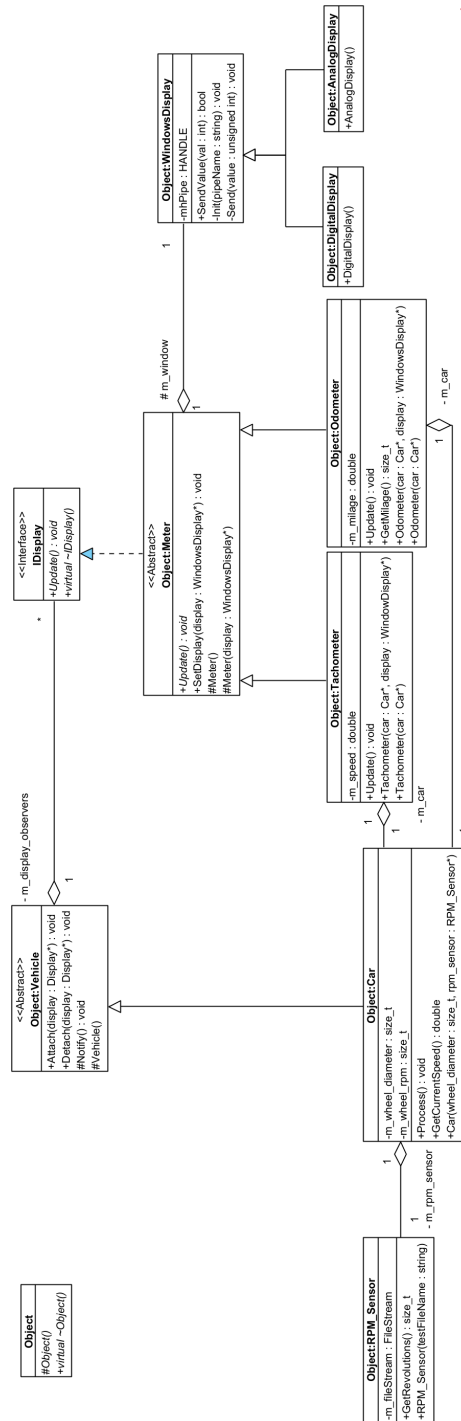 Object
#Object()
+virtual ~Object()
<<Abstract>>
Object:Vehicle
+Attach(display : Display*) : void
+Detach(display : Display*) : void
#Notify() : void
#Vehicle()
- m_display_observers
1
*
<<Interface>>
IDisplay
+Update() : void
+virtual ~IDisplay()
<<Abstract>>
Object:Meter
+Update() : void
+SetDisplay(display : WindowsDisplay*) : void
#Meter()
#Meter(display : WindowsDisplay*)
# m_window
1
1
Object:WindowsDisplay
-mhPipe : HANDLE
+SendValue(val : int) : bool
-Init(pipeName : string) : void
-Send(value : unsigned int) : void
Object:RPM_Sensor
-m_fileStream : FileStream
+GetRevolutions() : size_t
+RPM_Sensor(testFileName : string)
1
1
- m_rpm_sensor
Object:Car
-m_wheel_diameter : size_t
-m_wheel_rpm : size_t
+Process() : void
+GetCurrentSpeed() : double
+Car(wheel_diameter : size_t, rpm_sensor : RPM_Sensor*)
1
1
- m_car
Object:Tachometer
-m_speed : double
+Update() : void
+Tachometer(car : Car*, display : WindowDisplay*)
+Tachometer(car : Car*)
Object:Odometer
-m_milage : double
+Update() : void
+GetMilage() : size_t
+Odometer(car : Car*, display : WindowsDisplay*)
+Odometer(car : Car*)
1
- m_car
Object:DigitalDisplay
+DigitalDisplay()
Object:AnalogDisplay
+AnalogDisplay()